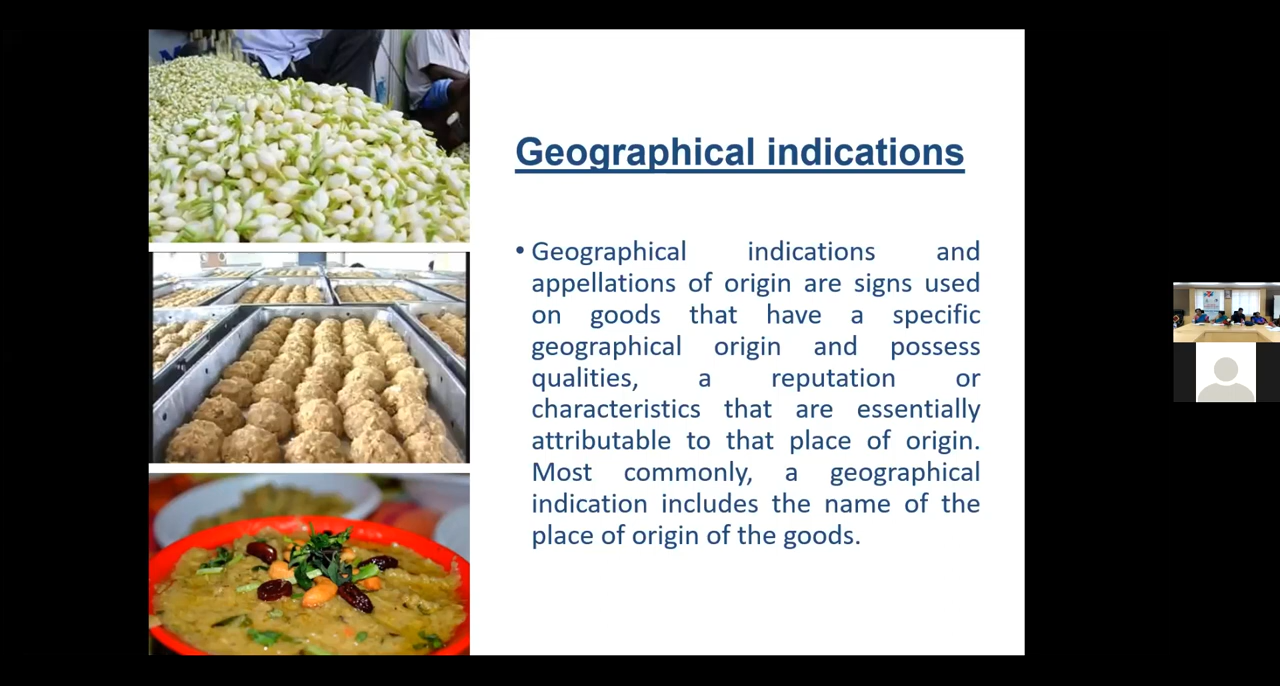 Geographical indications
• Geographical indications and
appellations of origin are signs used
on goods that have a specific
geographical origin and possess
qualities, a reputation or
characteristics that are essentially
attributable to that place of origin.
Most commonly, a geographical
indication includes the name of the
place of origin of the goods.